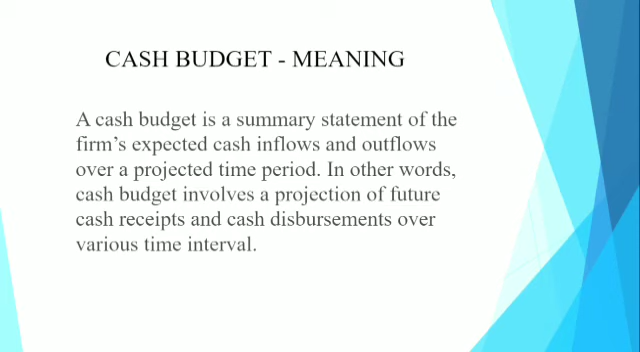 CASH BUDGET - MEANING
A cash budget is a summary statement of the
firm's expected cash inflows and outflows
over a projected time period. In other words,
cash budget involves a projection of future
cash receipts and cash disbursements over
various time interval.